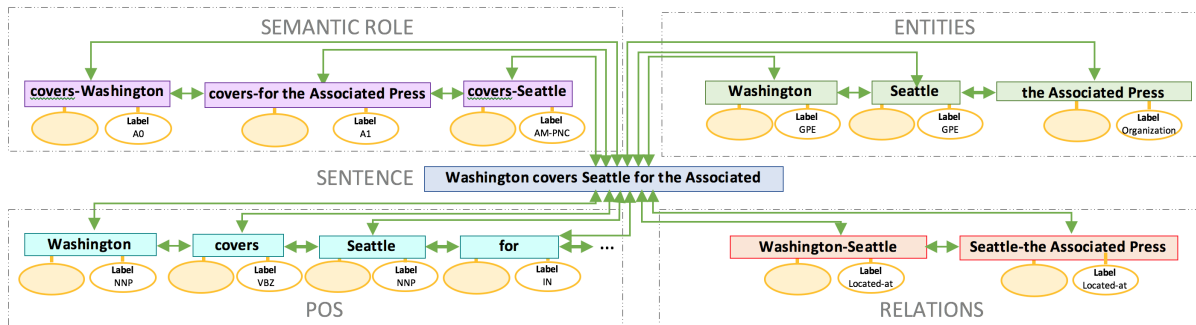 SEMANTIC ROLE
covers-Washington
covers-for the Associated Press
covers-Seattle
Label
A0
Label
A1
Label
AM-PNC
ENTITIES
Washington
Seattle
the Associated Press
Label
GPE
Label
GPE
Label
Organization
SENTENCE
Washington covers Seattle for the Associated
Washington
covers
Seattle
for
...
Label
NNP
Label
VBZ
Label
NNP
Label
IN
POS
Washington-Seattle
Seattle-the Associated Press
Label
Located-at
Label
Located-at
RELATIONS